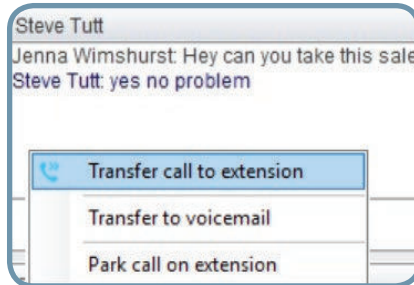 Steve Tutt
Jenna Wimshurst: Hey can you take this sale
Steve Tutt: yes no problem
Transfer call to extension
Transfer to voicemail
Park call on extension